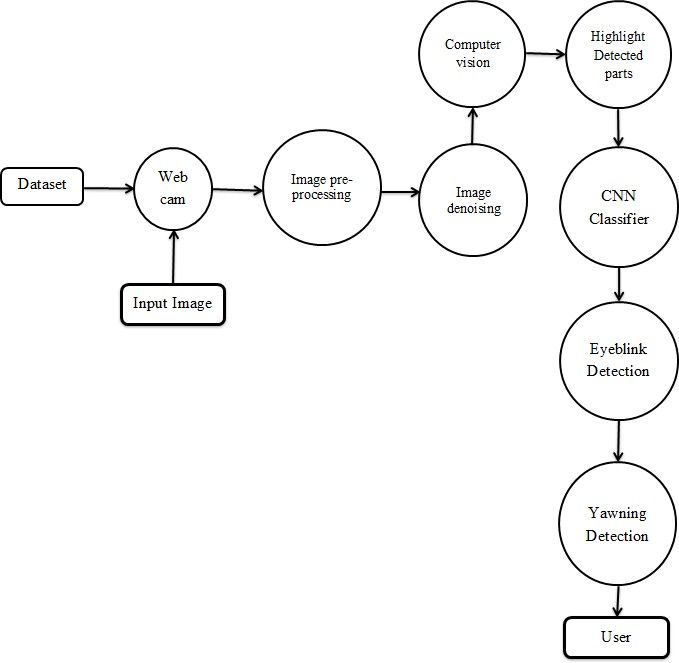 Dataset
Web
cam
Input Image
Image pre-
processing
Image
denoising
Computer
vision
Highlight
Detected
parts
CNN
Classifier
Eyeblink
Detection
Yawning
Detection
User